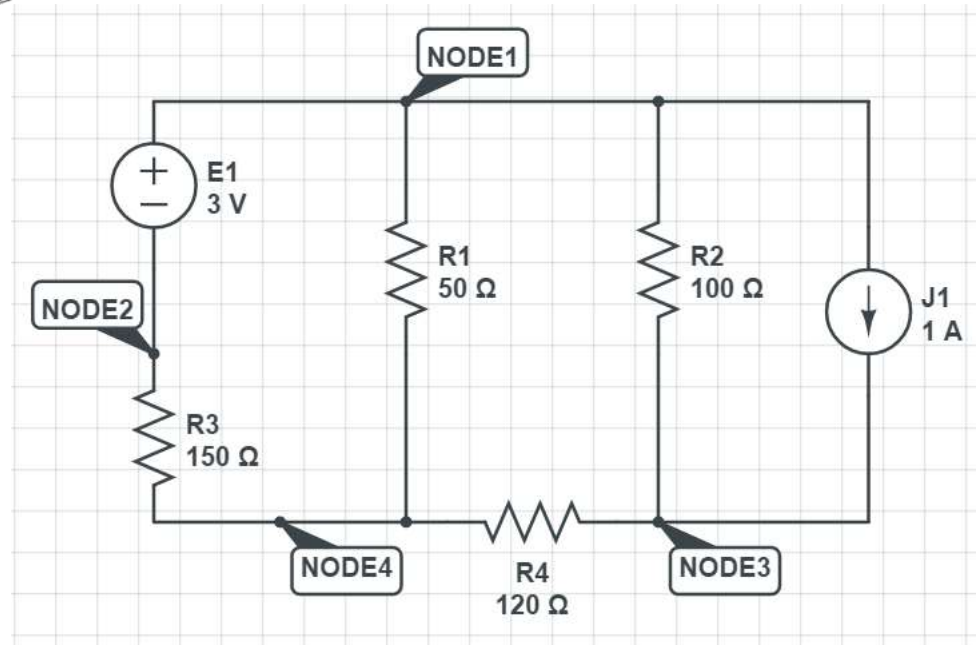 NODE1
+
−
E1
3 V
R1
50 Ω
R2
100 Ω
NODE2
J1
1 A
R3
150 Ω
NODE4
NODE3
R4
120 Ω